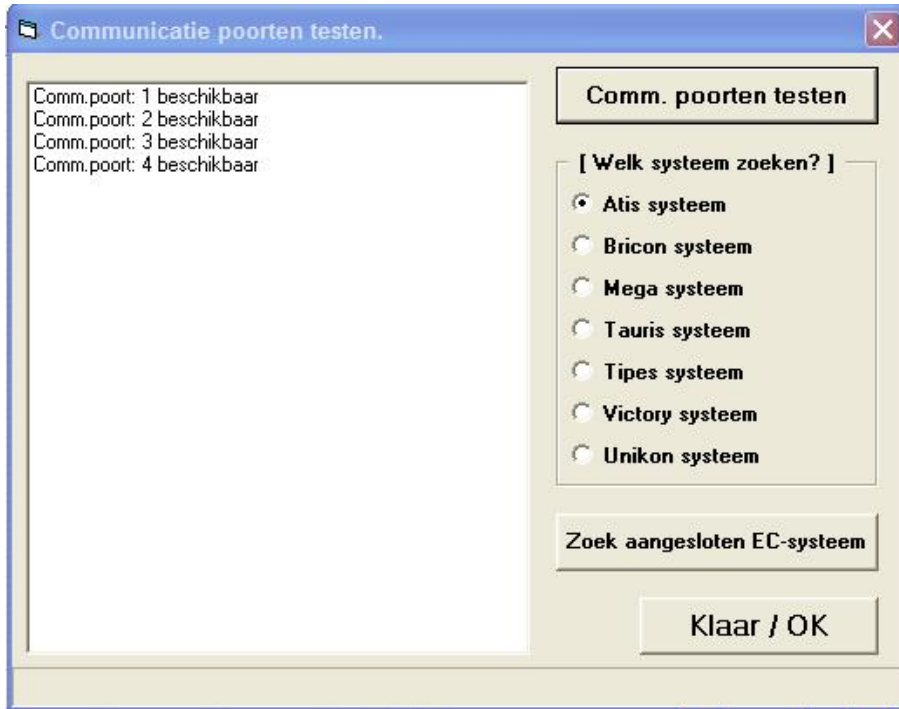 Communicatie poorten testen.
Comm.poort: 1 beschikbaar
Comm.poort: 2 beschikbaar
Comm.poort: 3 beschikbaar
Comm.poort: 4 beschikbaar
Comm. poorten testen
[ Welk systeem zoeken? ]
Atis systeem
Bricon systeem
Mega systeem
Tauris systeem
Tipes systeem
Victory systeem
Unikon systeem
Zoek aangesloten EC-systeem
Klaar / OK